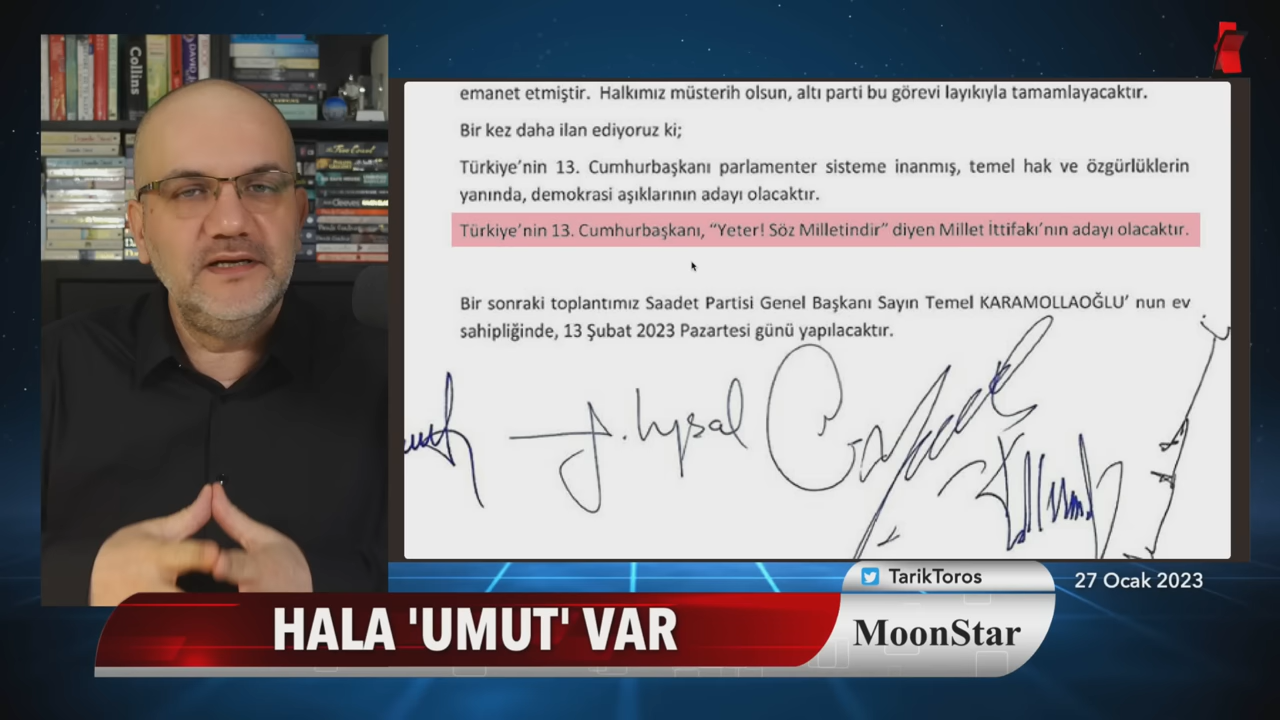 Collins
emanet etmiştir. Halkımız müsterih olsun, altı parti bu görevi layıkıyla tamamlayacaktır.
Bir kez daha ilan ediyoruz ki;
Türkiye'nin 13. Cumhurbaşkanı parlamenter sisteme inanmış, temel hak ve özgürlüklerin
yanında, demokrasi aşıklarının adayı olacaktır.
Türkiye'nin 13. Cumhurbaşkanı, "Yeter! Söz Milletindir" diyen Millet İttifakı'nın adayı olacaktır.
Bir sonraki toplantımız Saadet Partisi Genel Başkanı Sayın Temel KARAMOLLAOĞLU' nun ev
sahipliğinde, 13 Şubat 2023 Pazartesi günü yapılacaktır.
TarikToros
27 Ocak 2023
HALA 'UMUT' VAR
MoonStar